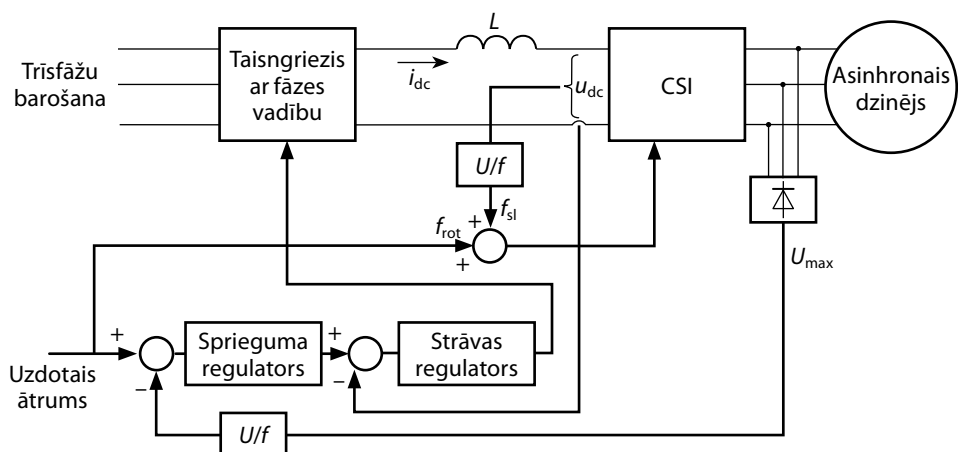 L
Trīsfāžu
barošana
Taisngriezis
ar fāzes
vadību
i_dc
u_dc
CSI
Asinhronais
dzinējs
U/f
+
f_sl
f_rot
+
U_max
+
Sprieguma
regulators
+
Strāvas
regulators
Uzdotais
ātrums
–
–
U/f